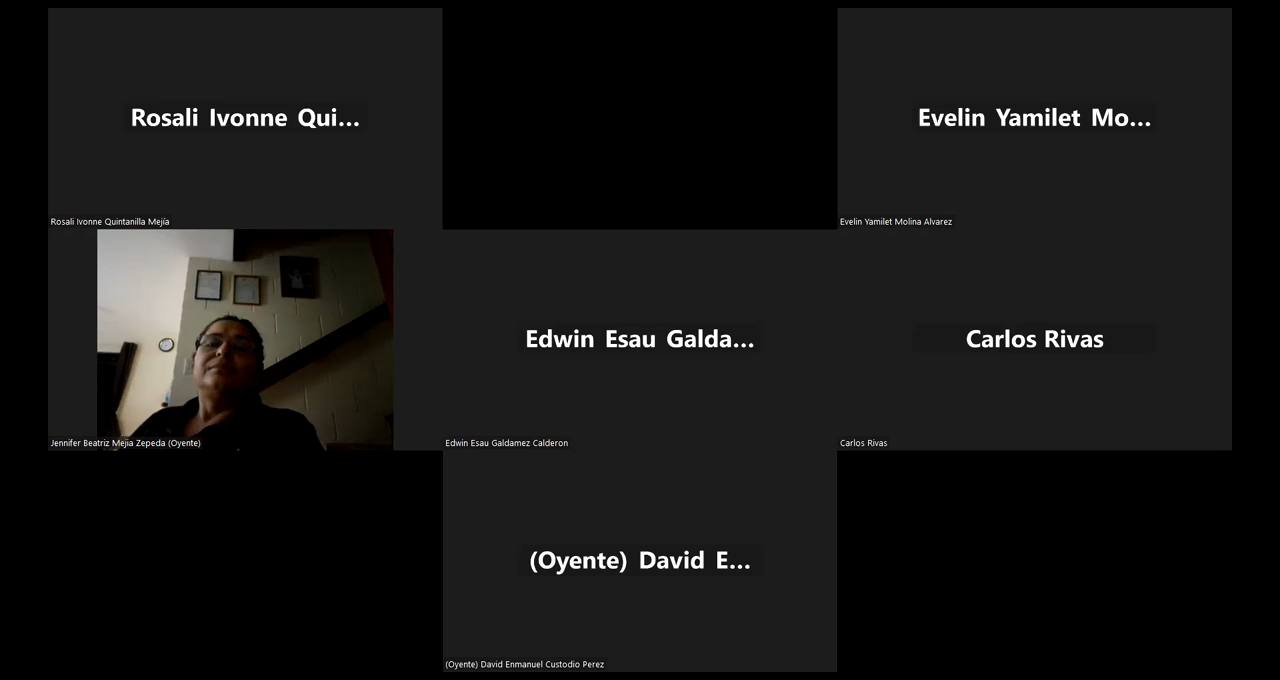 Rosali Ivonne Qui...
Rosali Ivonne Quintanilla Mejía
Evelin Yamilet Mo...
Evelin Yamilet Molina Alvarez
Jennifer Beatriz Mejia Zepeda (Oyente)
Edwin Esau Galda...
Edwin Esau Galdamez Calderon
Carlos Rivas
Carlos Rivas
(Oyente) David E...
(Oyente) David Enmanuel Custodio Perez